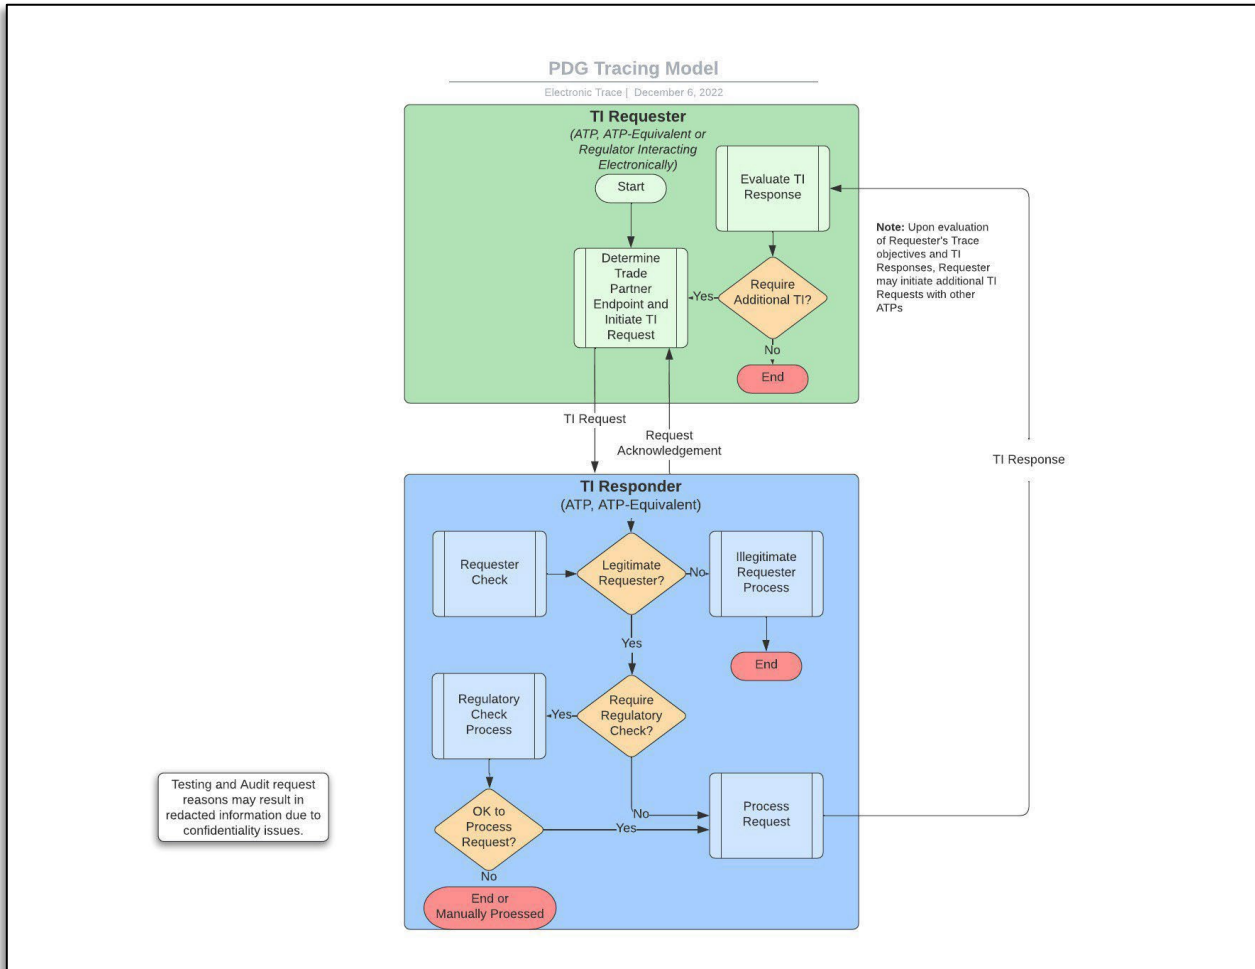 PDG Tracing Model
Electronic Trace | December 6, 2022
TI Requester
(ATP, ATP-Equivalent or
Regulator Interacting
Electronically)
Start
Evaluate TI
Response
Determine
Trade
Partner
Endpoint and
Initiate TI
Request
Yes
Require
Additional TI?
No
End
Note: Upon evaluation
of Requester's Trace
objectives and TI
Responses, Requester
may initiate additional TI
Requests with other
ATPs
TI Request
Request
Acknowledgement
TI Response
TI Responder
(ATP, ATP-Equivalent)
Requester
Check
Legitimate
Requester?
No
Illegitimate
Requester
Process
Yes
End
Regulatory
Check
Process
Yes
Require
Regulatory
Check?
Testing and Audit request
reasons may result in
redacted information due to
confidentiality issues.
OK to
Process
Request?
No
Yes
Process
Request
No
End or
Manually Proessed